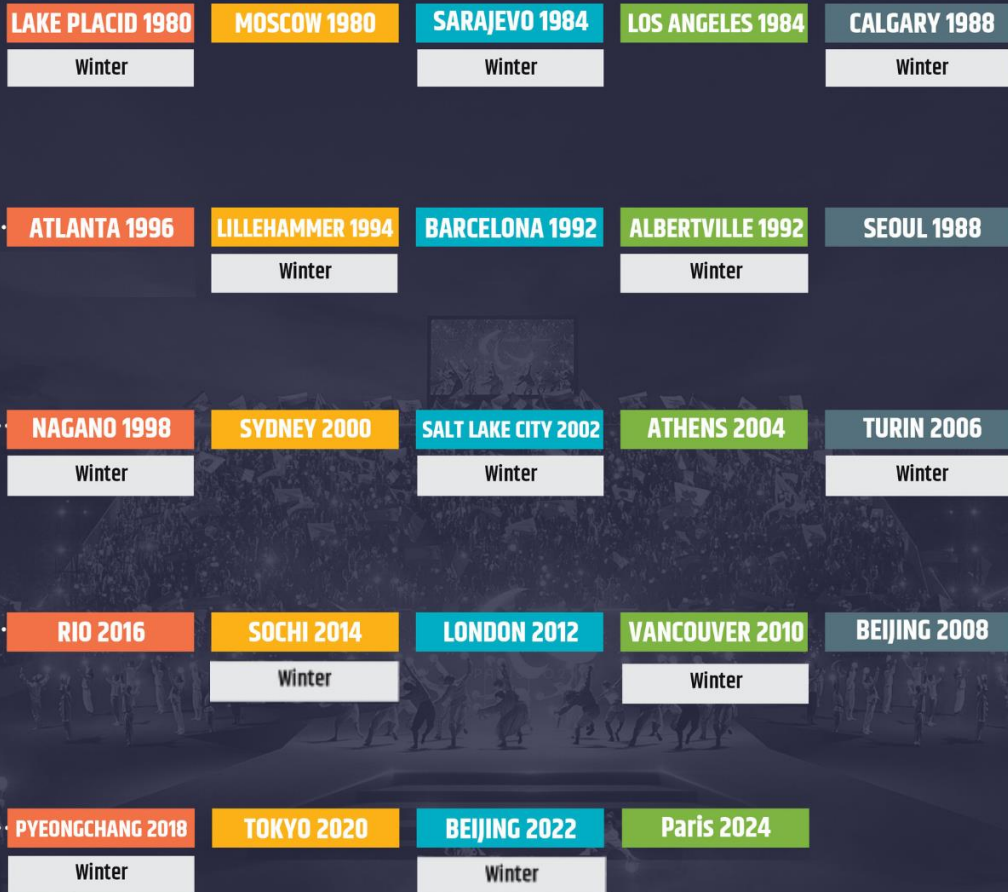 LAKE PLACID 1980
MOSCOW 1980
SARAJEVO 1984
LOS ANGELES 1984
CALGARY 1988
Winter
Winter
Winter
ATLANTA 1996
LILLEHAMMER 1994
BARCELONA 1992
ALBERTVILLE 1992
SEOUL 1988
Winter
Winter
NAGANO 1998
SYDNEY 2000
SALT LAKE CITY 2002
ATHENS 2004
TURIN 2006
Winter
Winter
Winter
RIO 2016
SOCHI 2014
LONDON 2012
VANCOUVER 2010
BEIJING 2008
Winter
Winter
PYEONGCHANG 2018
TOKYO 2020
BEIJING 2022
Paris 2024
Winter
Winter